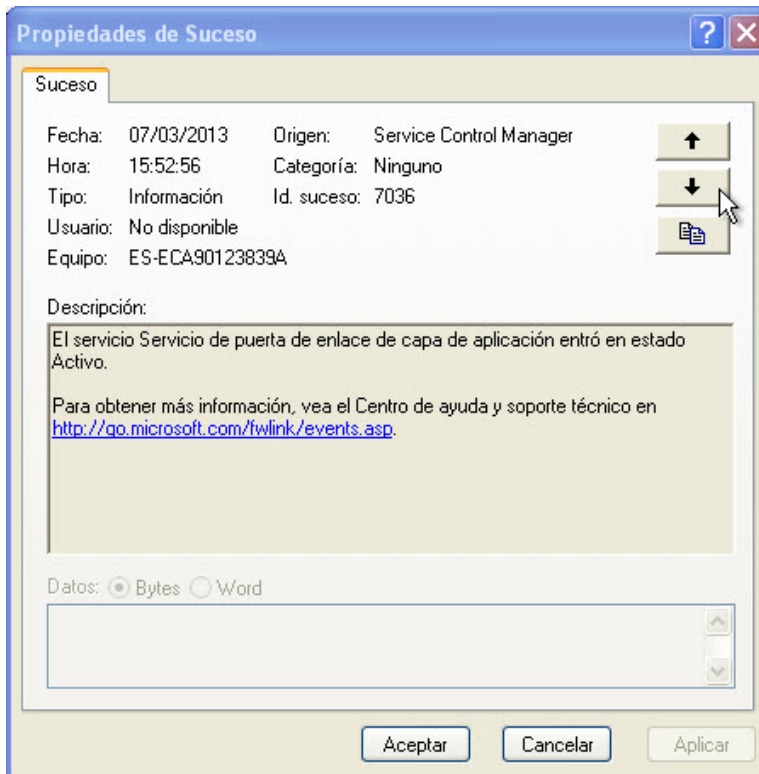 Propiedades de Suceso
Suceso
Fecha: 07/03/2013 Origen: Service Control Manager
Hora: 15:52:56 Categoría: Ninguno
Tipo: Información Id. suceso: 7036
Usuario: No disponible
Equipo: ES-ECA90123839A
Descripción:
El servicio Servicio de puerta de enlace de capa de aplicación entró en estado
Activo.
Para obtener más información, vea el Centro de ayuda y soporte técnico en
http://go.microsoft.com/fwlink/events.asp.
Datos: Bytes Word
Aceptar Cancelar Aplicar